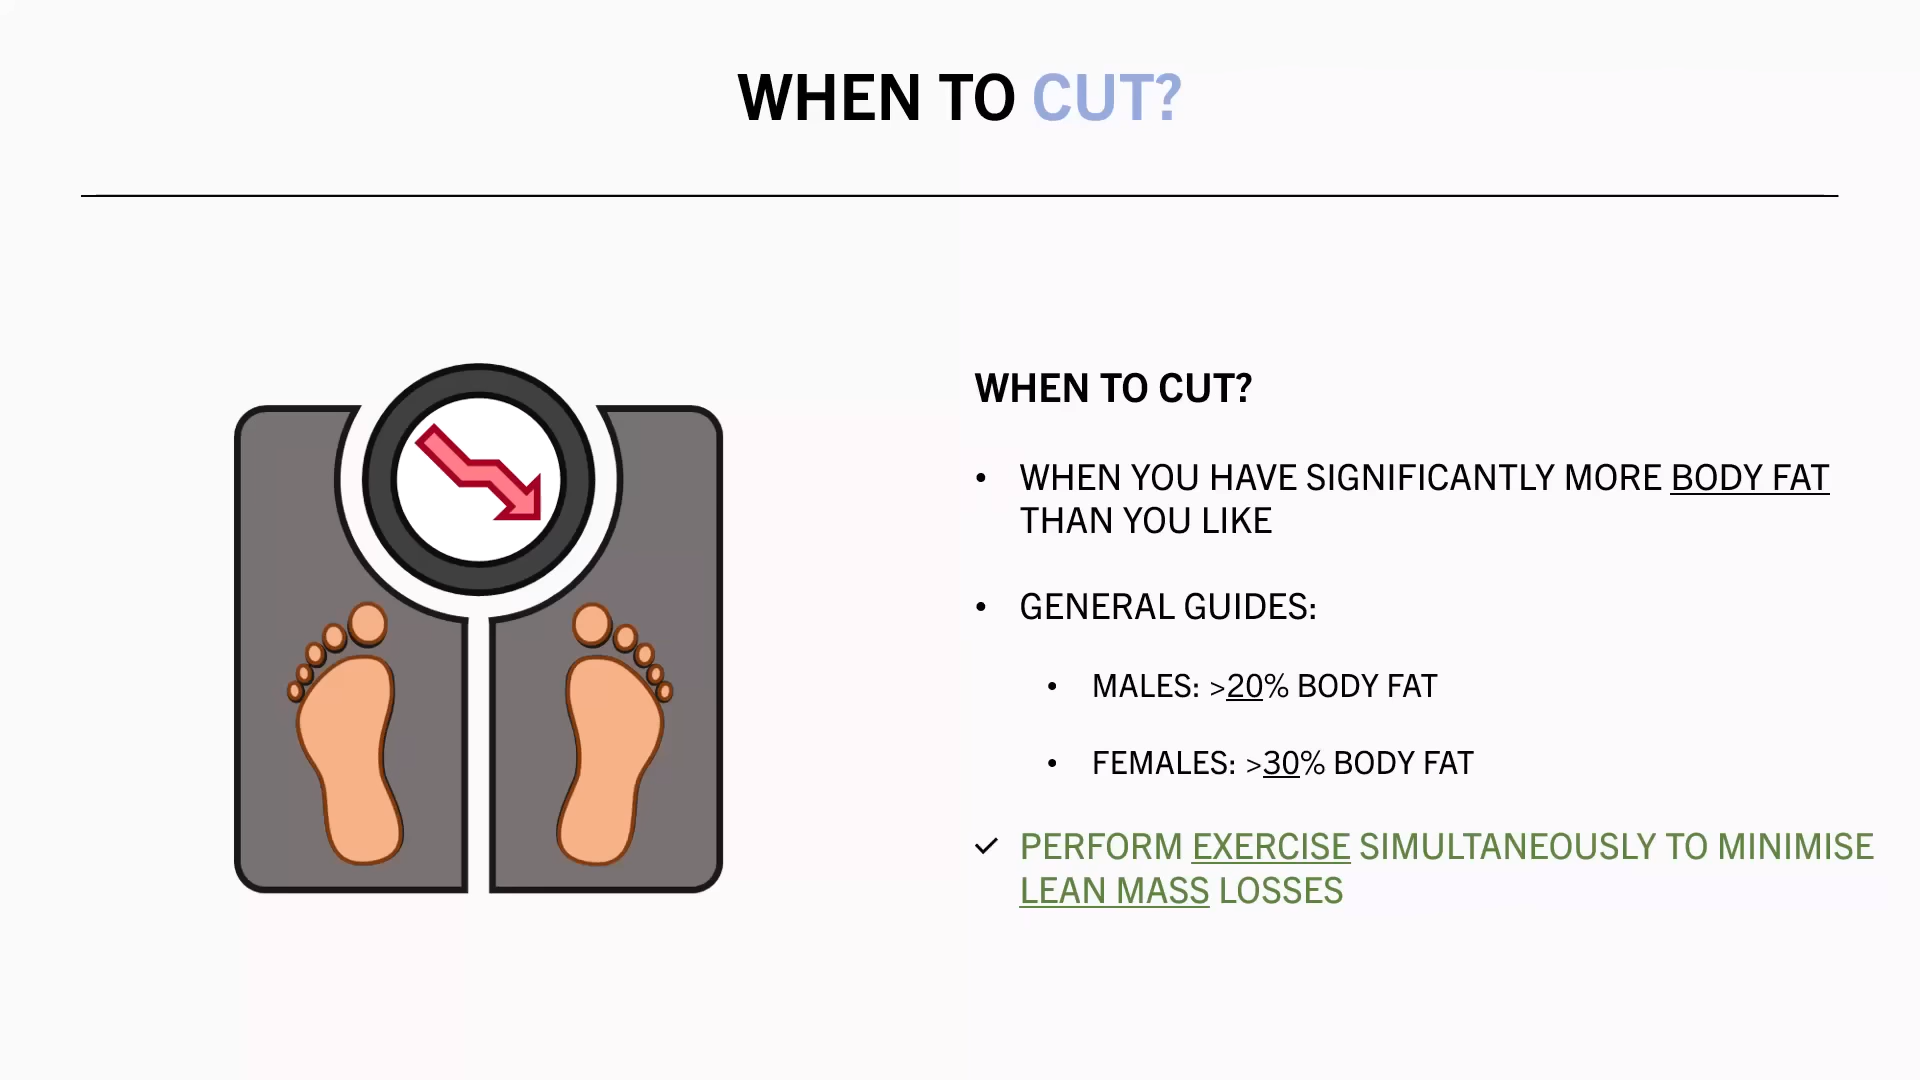 WHEN TO CUT?
WHEN TO CUT?
• WHEN YOU HAVE SIGNIFICANTLY MORE BODY FAT
THAN YOU LIKE
• GENERAL GUIDES:
• MALES: >20% BODY FAT
• FEMALES: >30% BODY FAT
✓ PERFORM EXERCISE SIMULTANEOUSLY TO MINIMISE
LEAN MASS LOSSES